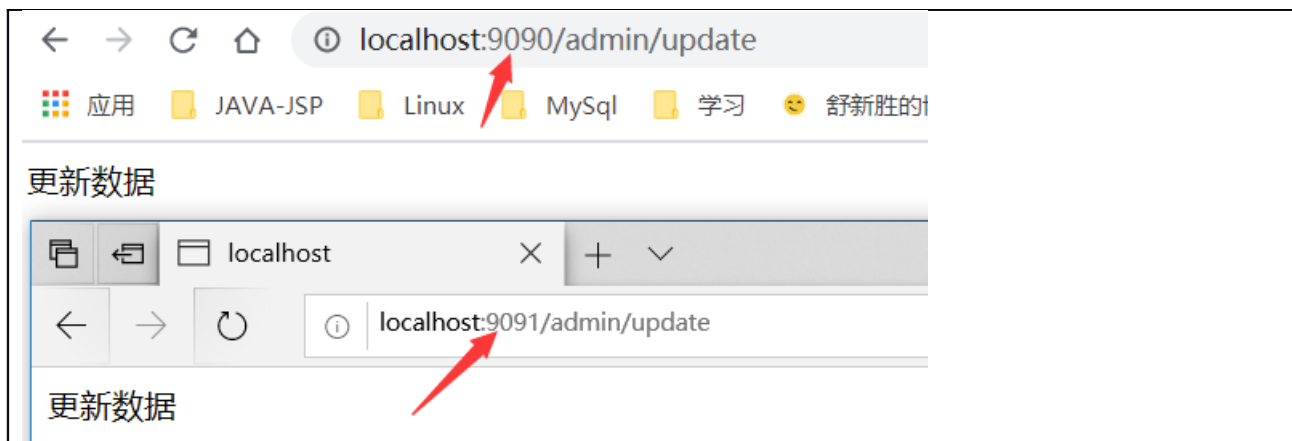 localhost:9090/admin/update
应用 JAVA-JSP Linux MySql 学习 舒新胜的
更新数据
localhost
localhost:9091/admin/update
更新数据